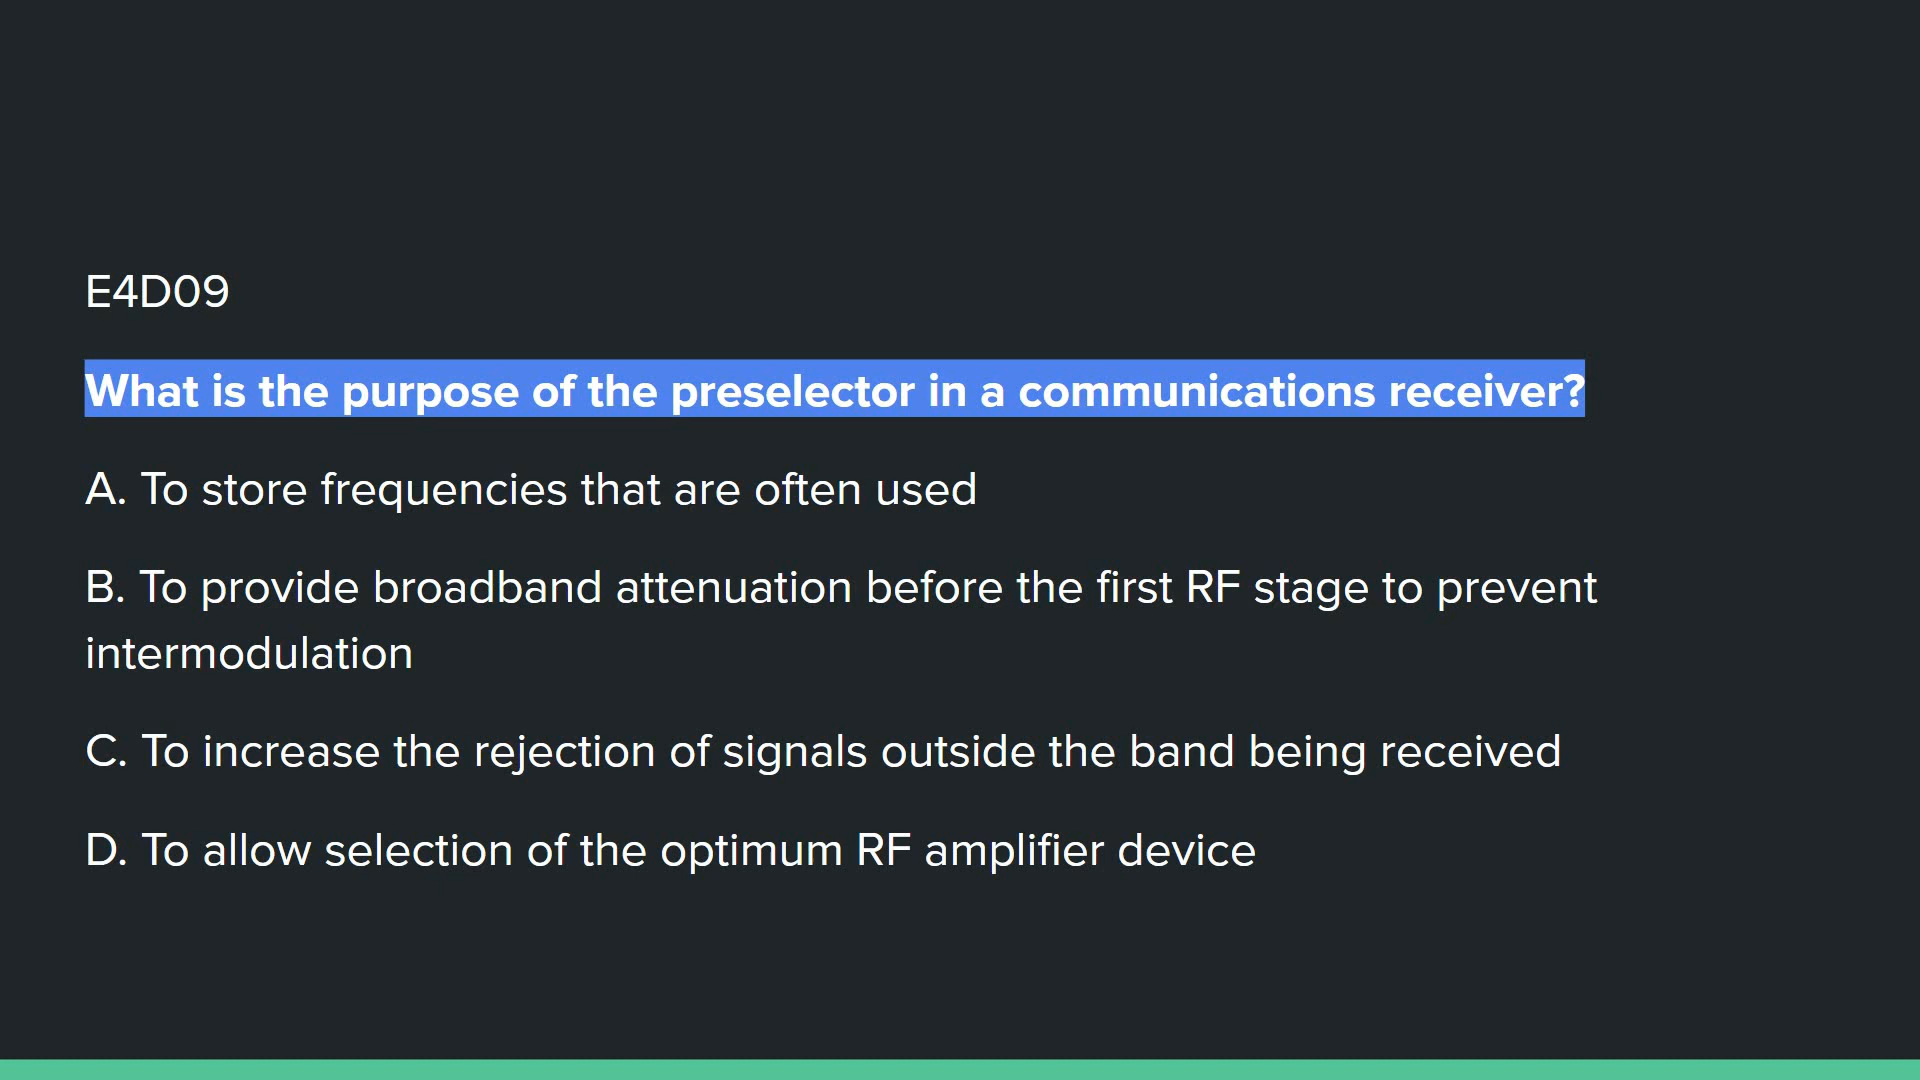 E4D09
What is the purpose of the preselector in a communications receiver?
A. To store frequencies that are often used
B. To provide broadband attenuation before the first RF stage to prevent
intermodulation
C. To increase the rejection of signals outside the band being received
D. To allow selection of the optimum RF amplifier device